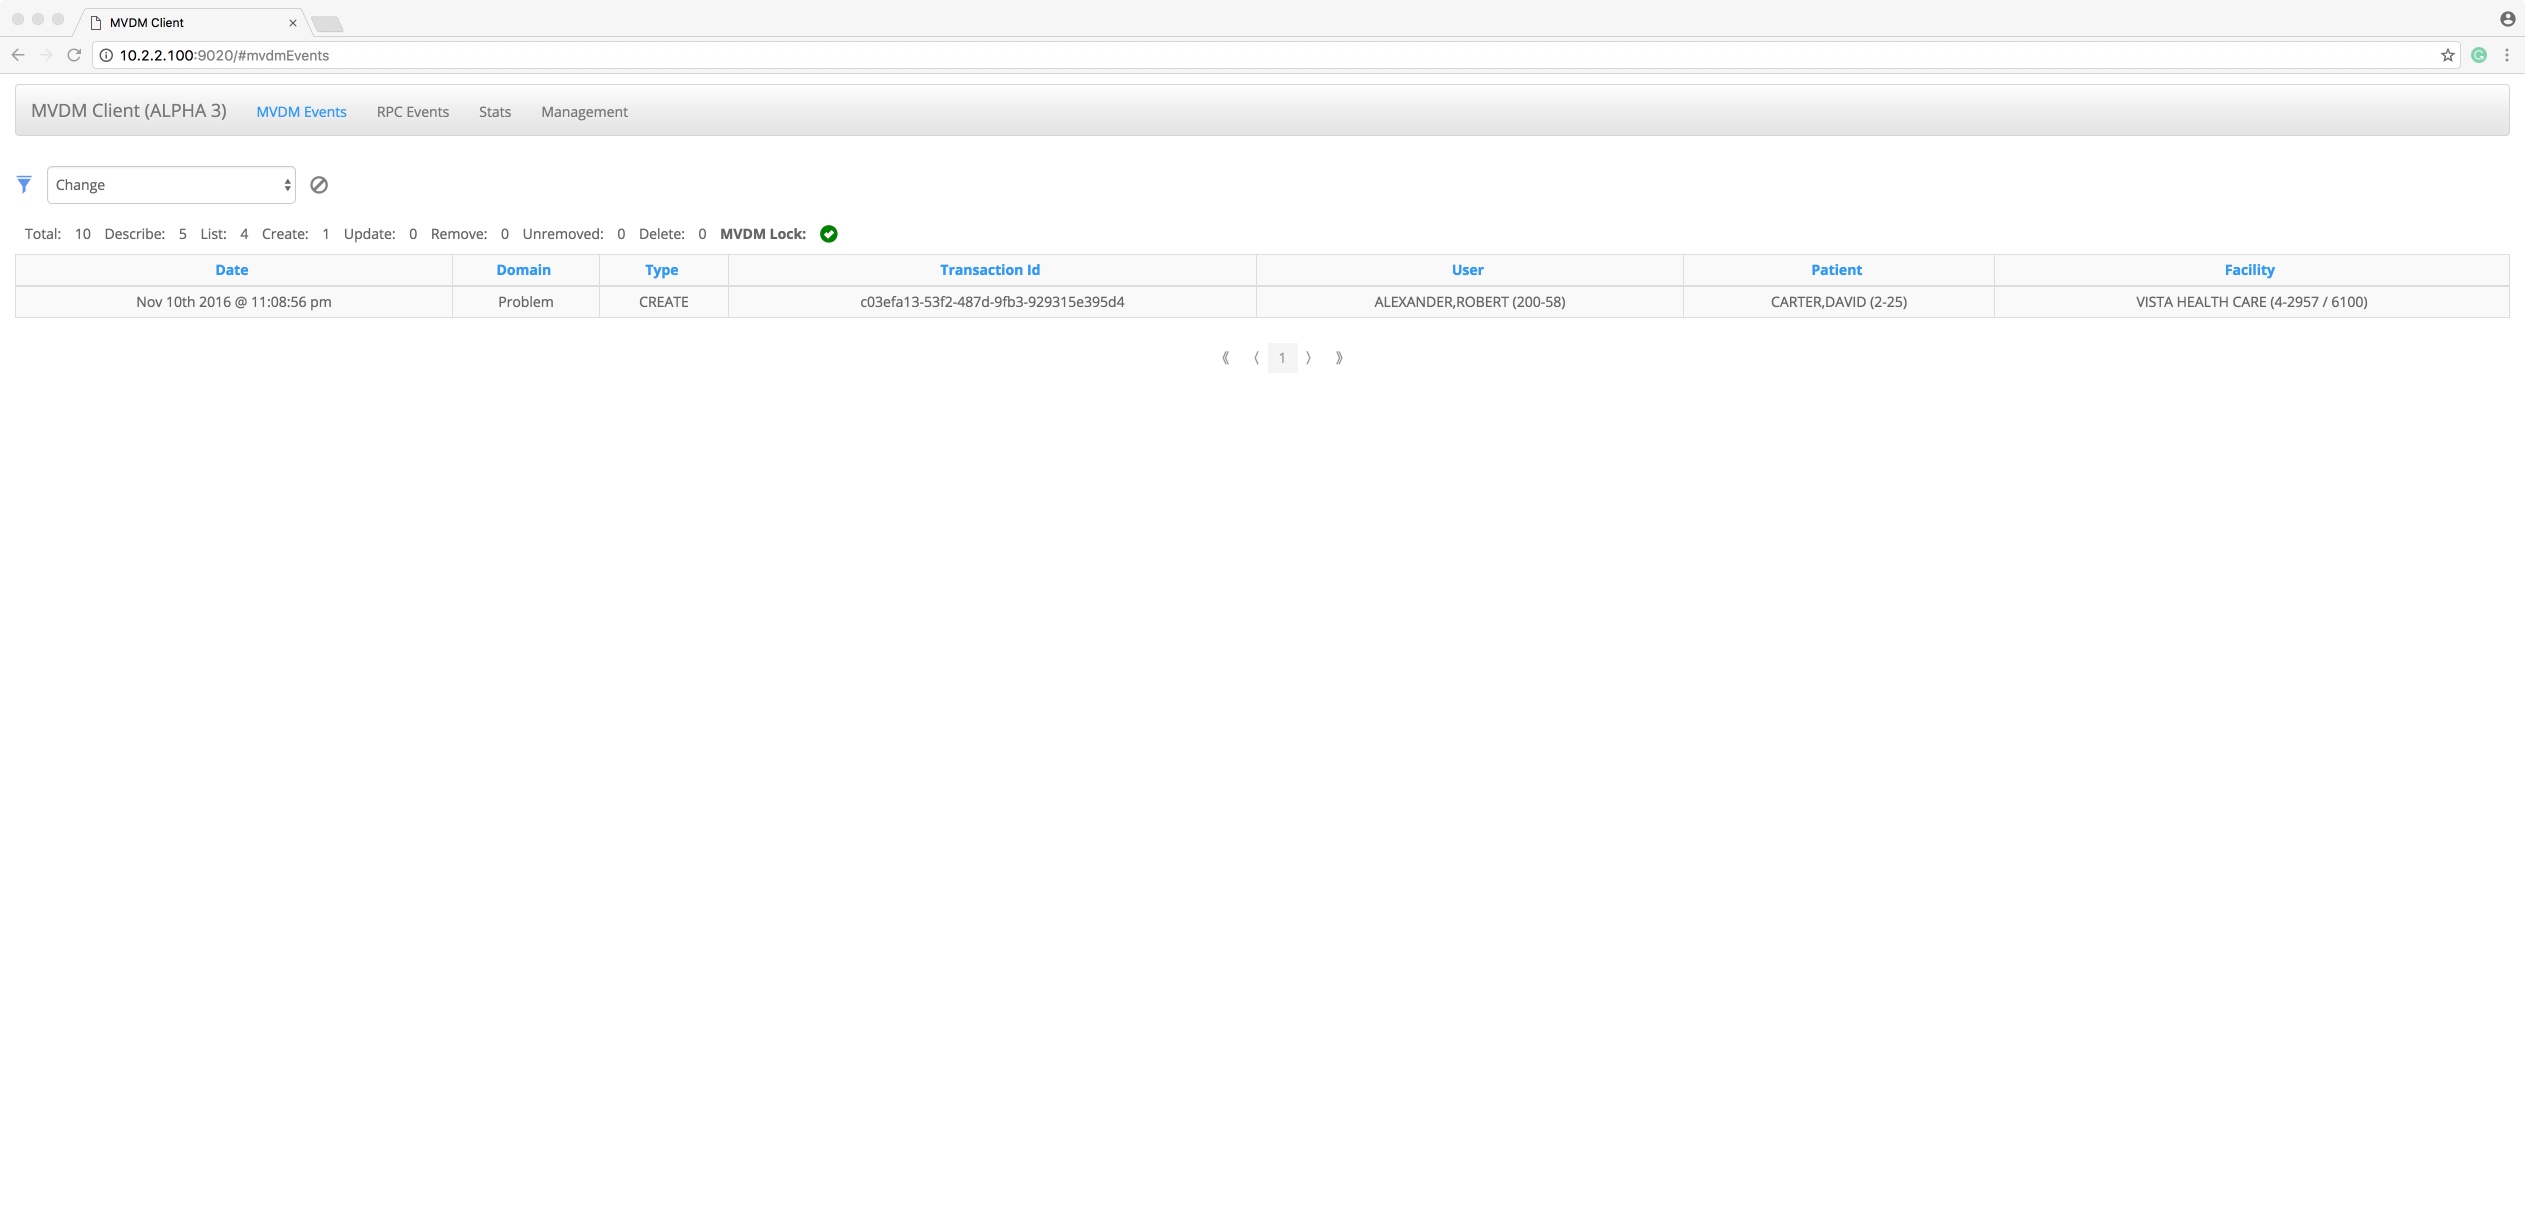 MVDM Client
10.2.2.100:9020/#mvdmEvents
MVDM Client (ALPHA 3) MVDM Events RPC Events Stats Management
Change
Total: 10 Describe: 5 List: 4 Create: 1 Update: 0 Remove: 0 Unremoved: 0 Delete: 0 MVDM Lock:
Date Domain Type Transaction Id User Patient Facility
Nov 10th 2016 @ 11:08:56 pm Problem CREATE c03efa13-53f2-487d-9fb3-929315e395d4 ALEXANDER,ROBERT (200-58) CARTER,DAVID (2-25) VISTA HEALTH CARE (4-2957 / 6100)
⟪ ⟨ 1 ⟩ ⟫